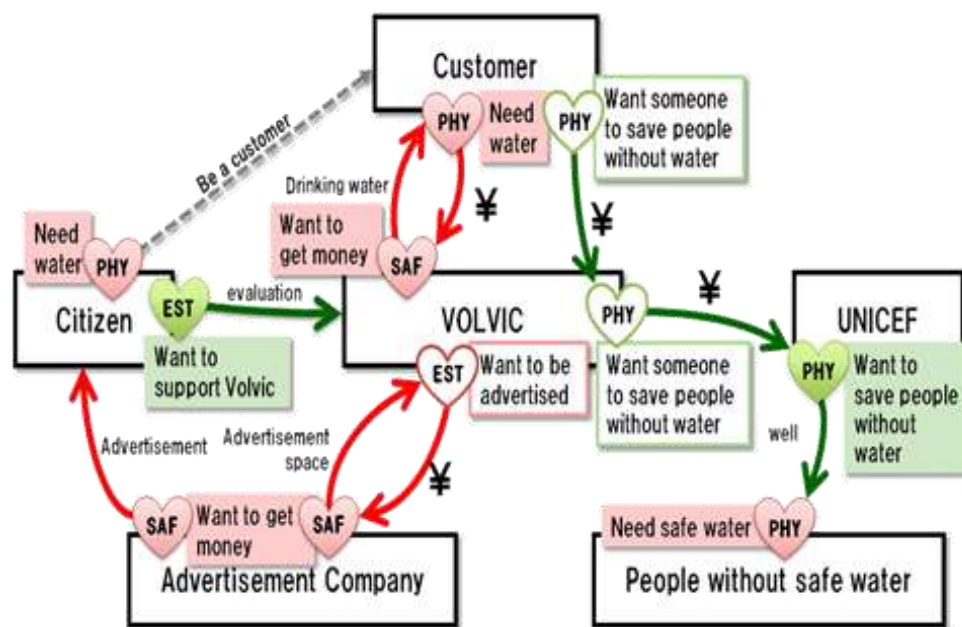 Customer
PHY
Need
water
PHY
Want someone
to save people
without water
Be a customer
Drinking water
¥
¥
Want to
get money
SAF
Need
water
PHY
Citizen
EST
evaluation
Want to
support Volvic
VOLVIC
PHY
¥
UNICEF
EST
Want to be
advertised
Want someone
to save people
without water
PHY
Want to
save people
without
water
Advertisement
Advertisement
space
¥
well
SAF
Want to get
money
SAF
Advertisement Company
Need safe water
PHY
People without safe water